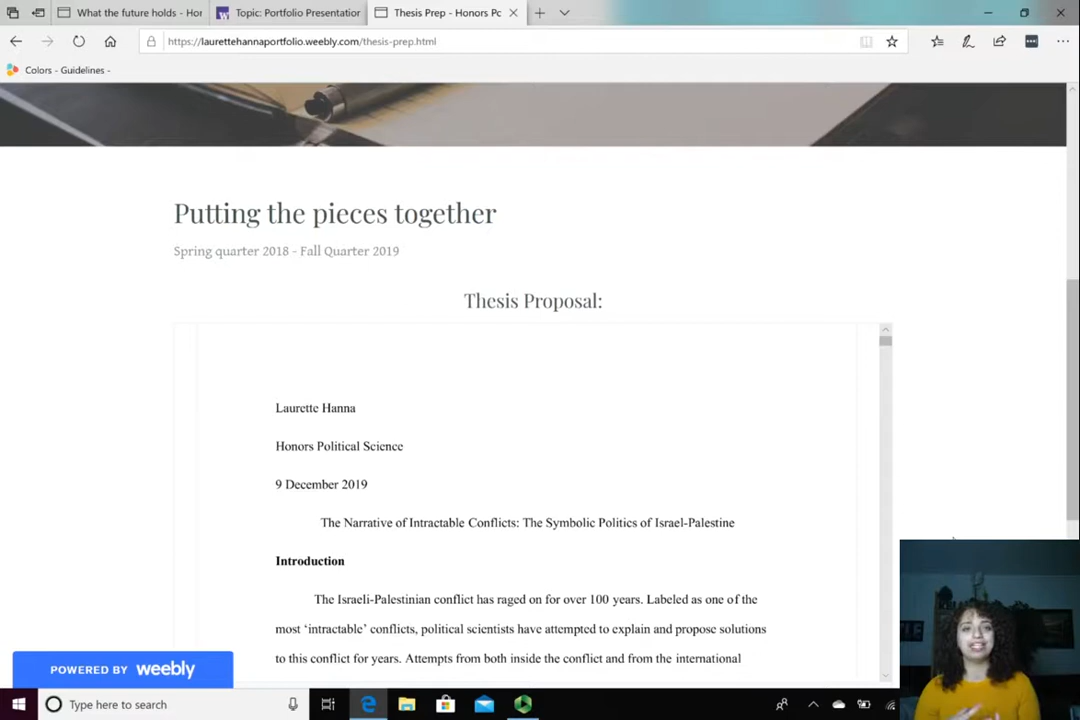 What the future holds - Hor
Topic: Portfolio Presentation
Thesis Prep - Honors Pc
https://laurettehannaportfolio.weebly.com/thesis-prep.html
Colors - Guidelines -
Putting the pieces together
Spring quarter 2018 - Fall Quarter 2019
Thesis Proposal:
Laurette Hanna
Honors Political Science
9 December 2019
The Narrative of Intractable Conflicts: The Symbolic Politics of Israel-Palestine
Introduction
The Israeli-Palestinian conflict has raged on for over 100 years. Labeled as one of the
most ‘intractable’ conflicts, political scientists have attempted to explain and propose solutions
to this conflict for years. Attempts from both inside the conflict and from the international
POWERED BY weebly
Type here to search